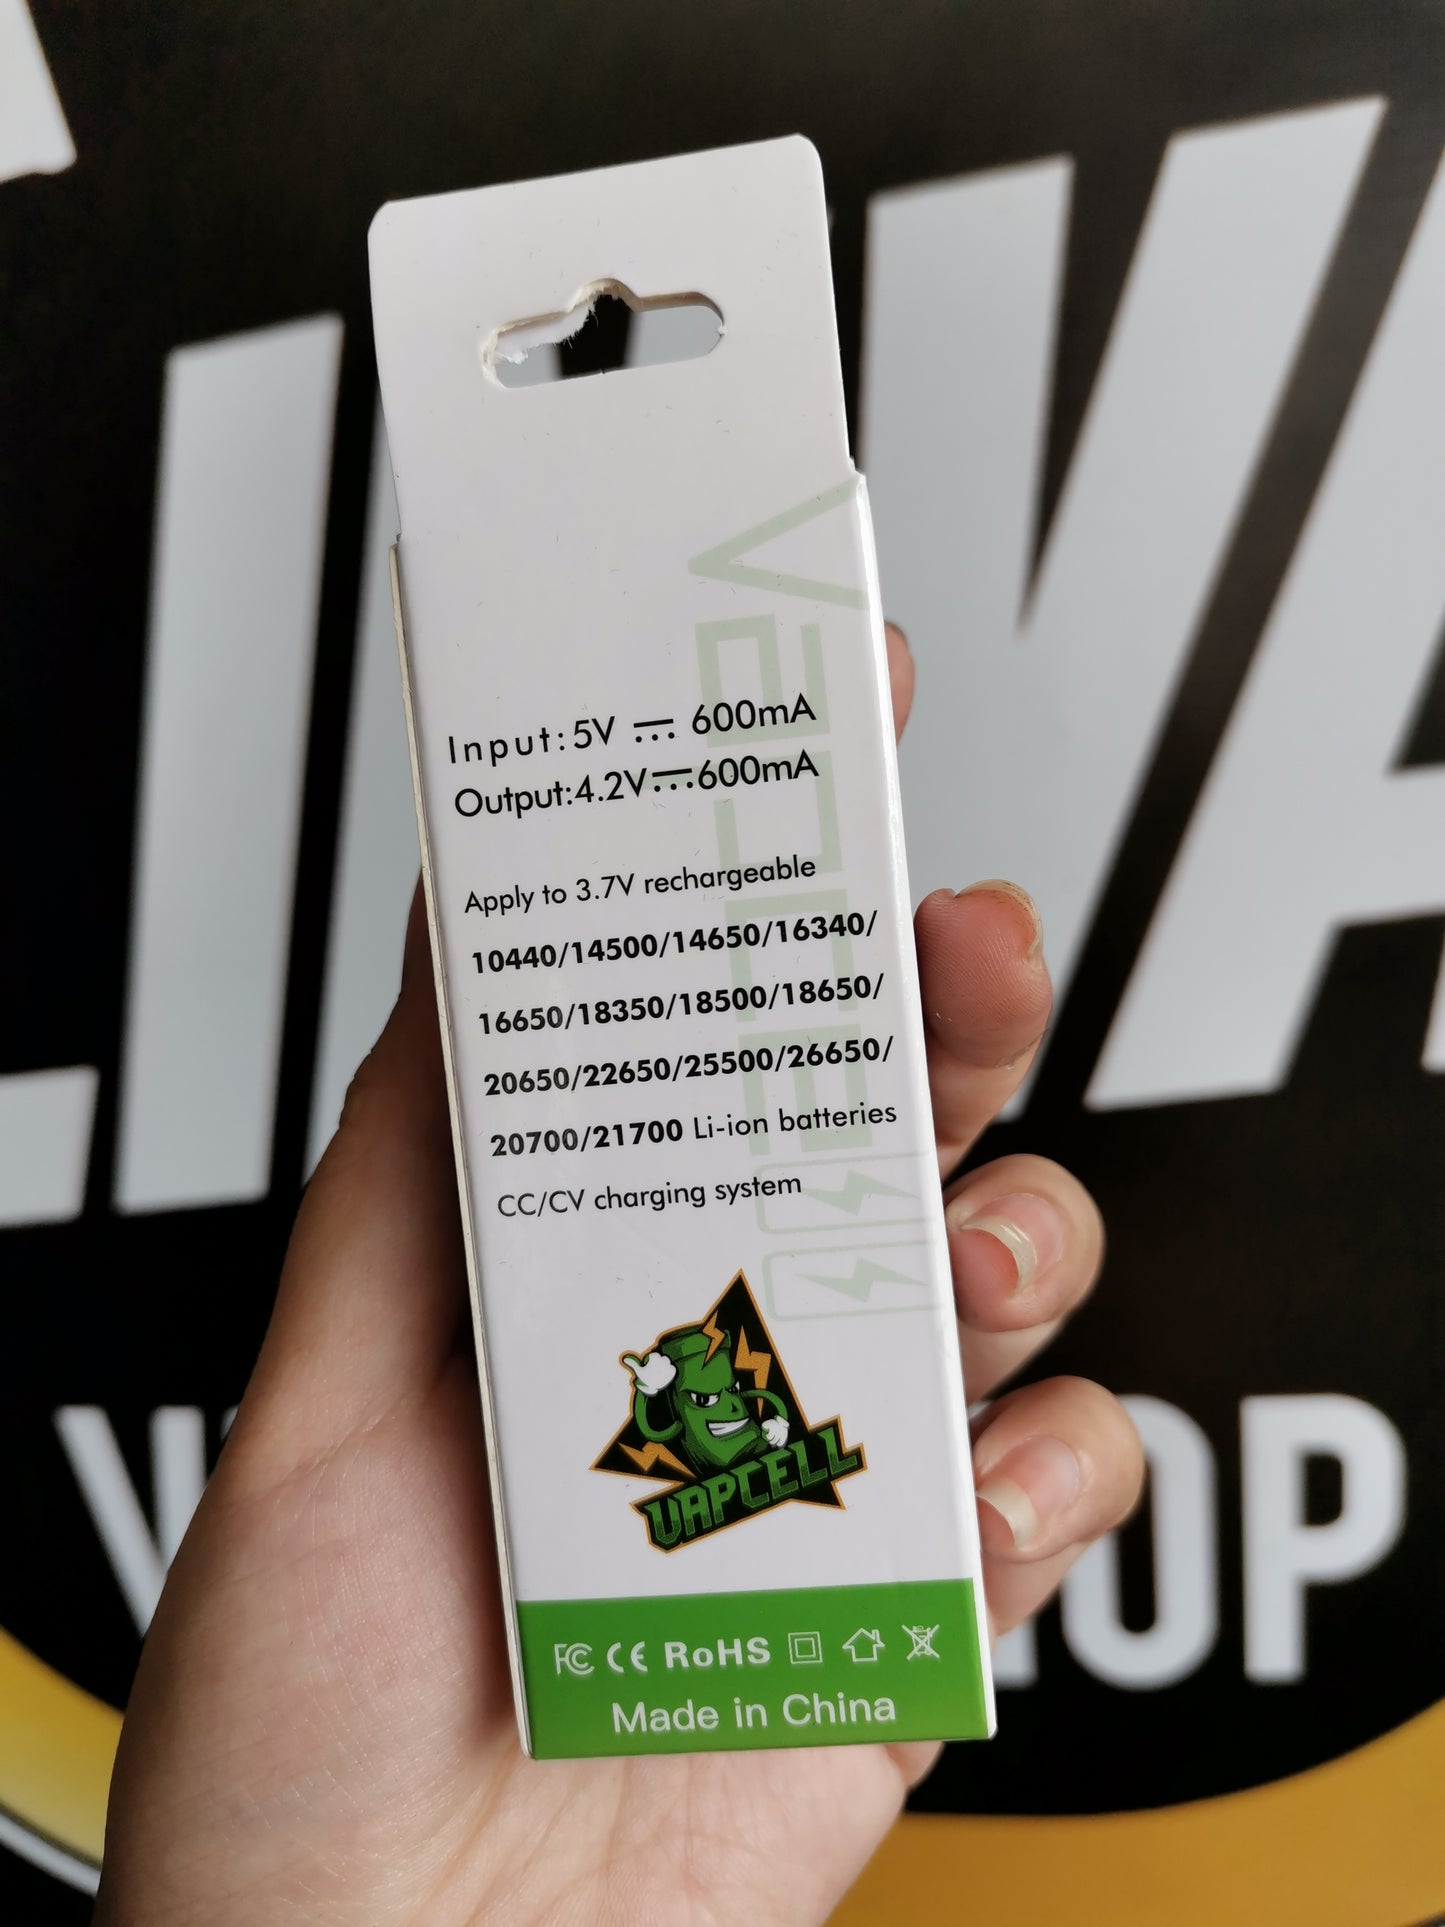 Input:5V ⎓ 600mA
Output:4.2V⎓600mA
Apply to 3.7V rechargeable
10440/14500/14650/16340/
16650/18350/18500/18650/
20650/22650/25500/26650/
20700/21700 Li-ion batteries
CC/CV charging system
VAPCELL
FC CE RoHS
Made in China